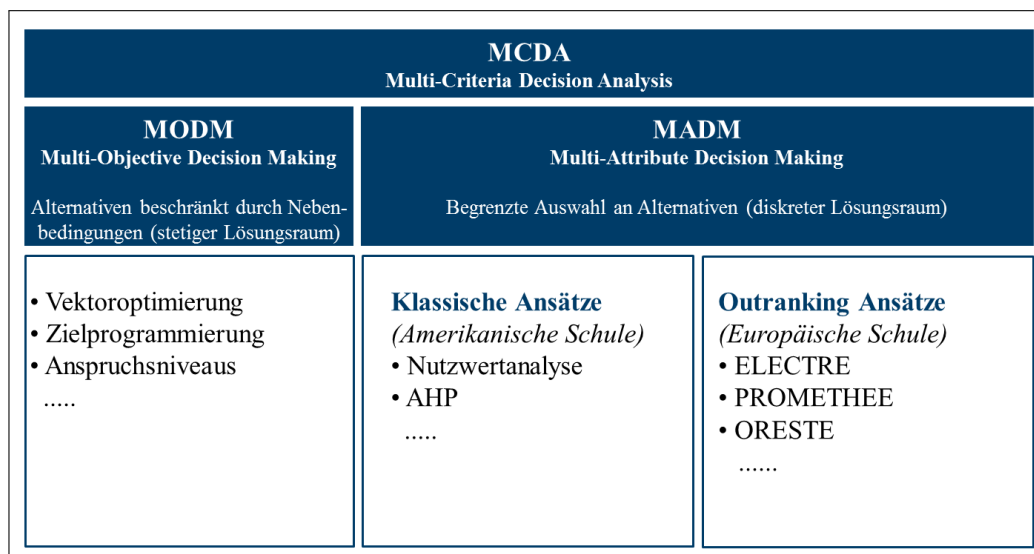 MCDA
Multi-Criteria Decision Analysis
MODM
Multi-Objective Decision Making
Alternativen beschränkt durch Neben-
bedingungen (stetiger Lösungsraum)
MADM
Multi-Attribute Decision Making
Begrenzte Auswahl an Alternativen (diskreter Lösungsraum)
• Vektoroptimierung
• Zielprogrammierung
• Anspruchsniveaus
.....
Klassische Ansätze
(Amerikanische Schule)
• Nutzwertanalyse
• AHP
.....
Outranking Ansätze
(Europäische Schule)
• ELECTRE
• PROMETHEE
• ORESTE
......